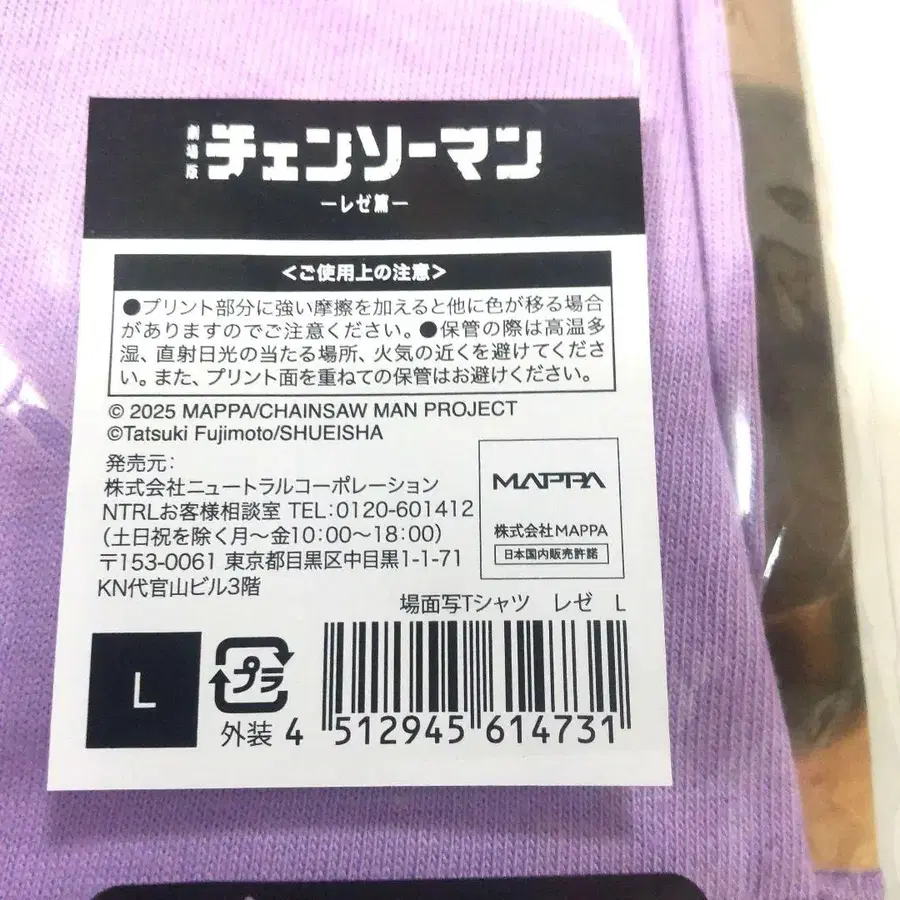 劇場版 チェンソーマン
ーレゼ篇ー
<ご使用上の注意>
●プリント部分に強い摩擦を加えると他に色が移る場合
がありますのでご注意ください。●保管の際は高温多
湿、直射日光の当たる場所、火気の近くを避けてくださ
い。また、プリント面を重ねての保管はお避けください。
© 2025 MAPPA/CHAINSAW MAN PROJECT
©Tatsuki Fujimoto/SHUEISHA
発売元:
株式会社ニュートラルコーポレーション
NTRLお客様相談室 TEL:0120-601412
(土日祝を除く月～金10:00～18:00)
〒153-0061 東京都目黒区中目黒1-1-71
KN代官山ビル3階
MAPPA
株式会社MAPPA
日本国内販売許諾
場面写Tシャツ レゼ L
L
プラ
外装
4 512945 614731